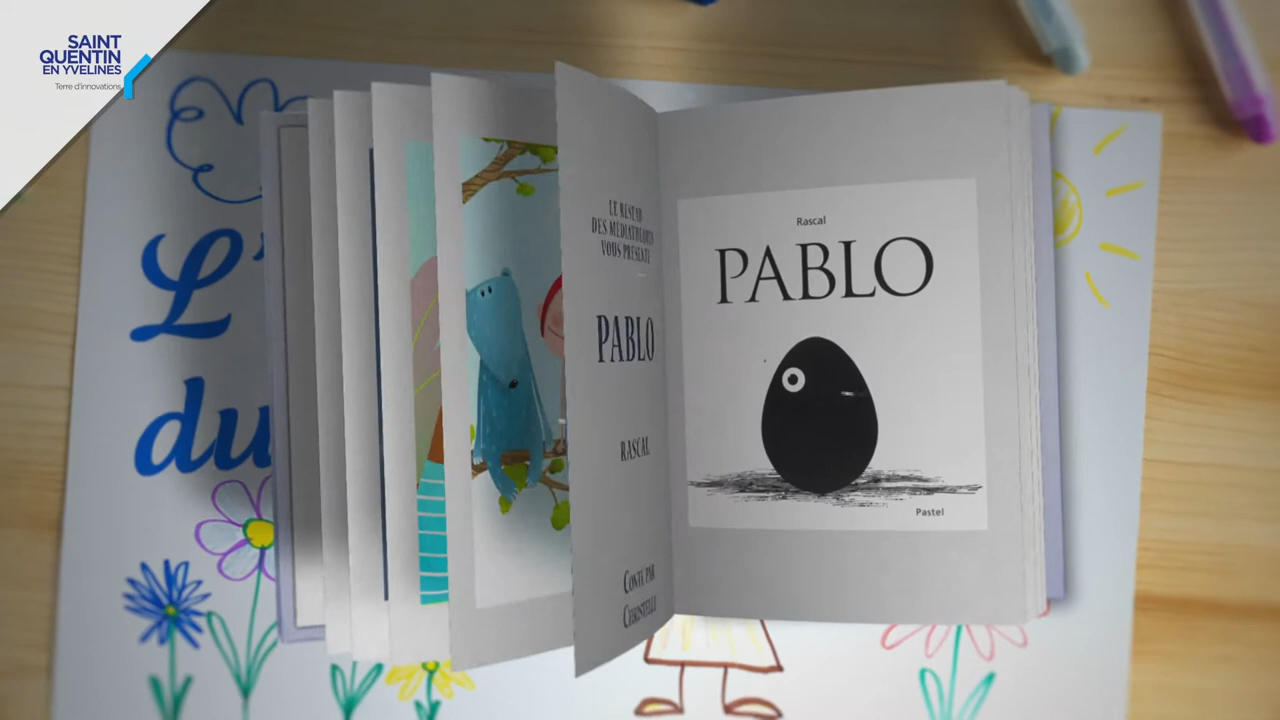 SAINT
QUENTIN
EN YVELINES
Terre d'innovations
L'
du
LE RÉSEAU
DES MÉDIATHÈQUES
VOUS PRÉSENTE
PABLO
RASCAL
CONTÉ PAR
Rascal
PABLO
Pastel